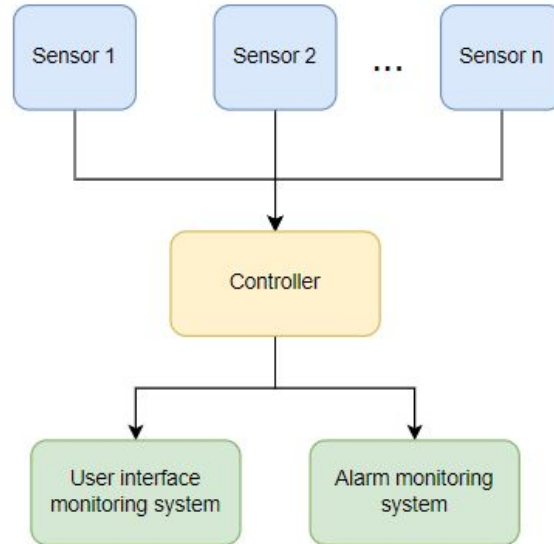 Sensor 1
Sensor 2
...
Sensor n
Controller
User interface
monitoring system
Alarm monitoring
system